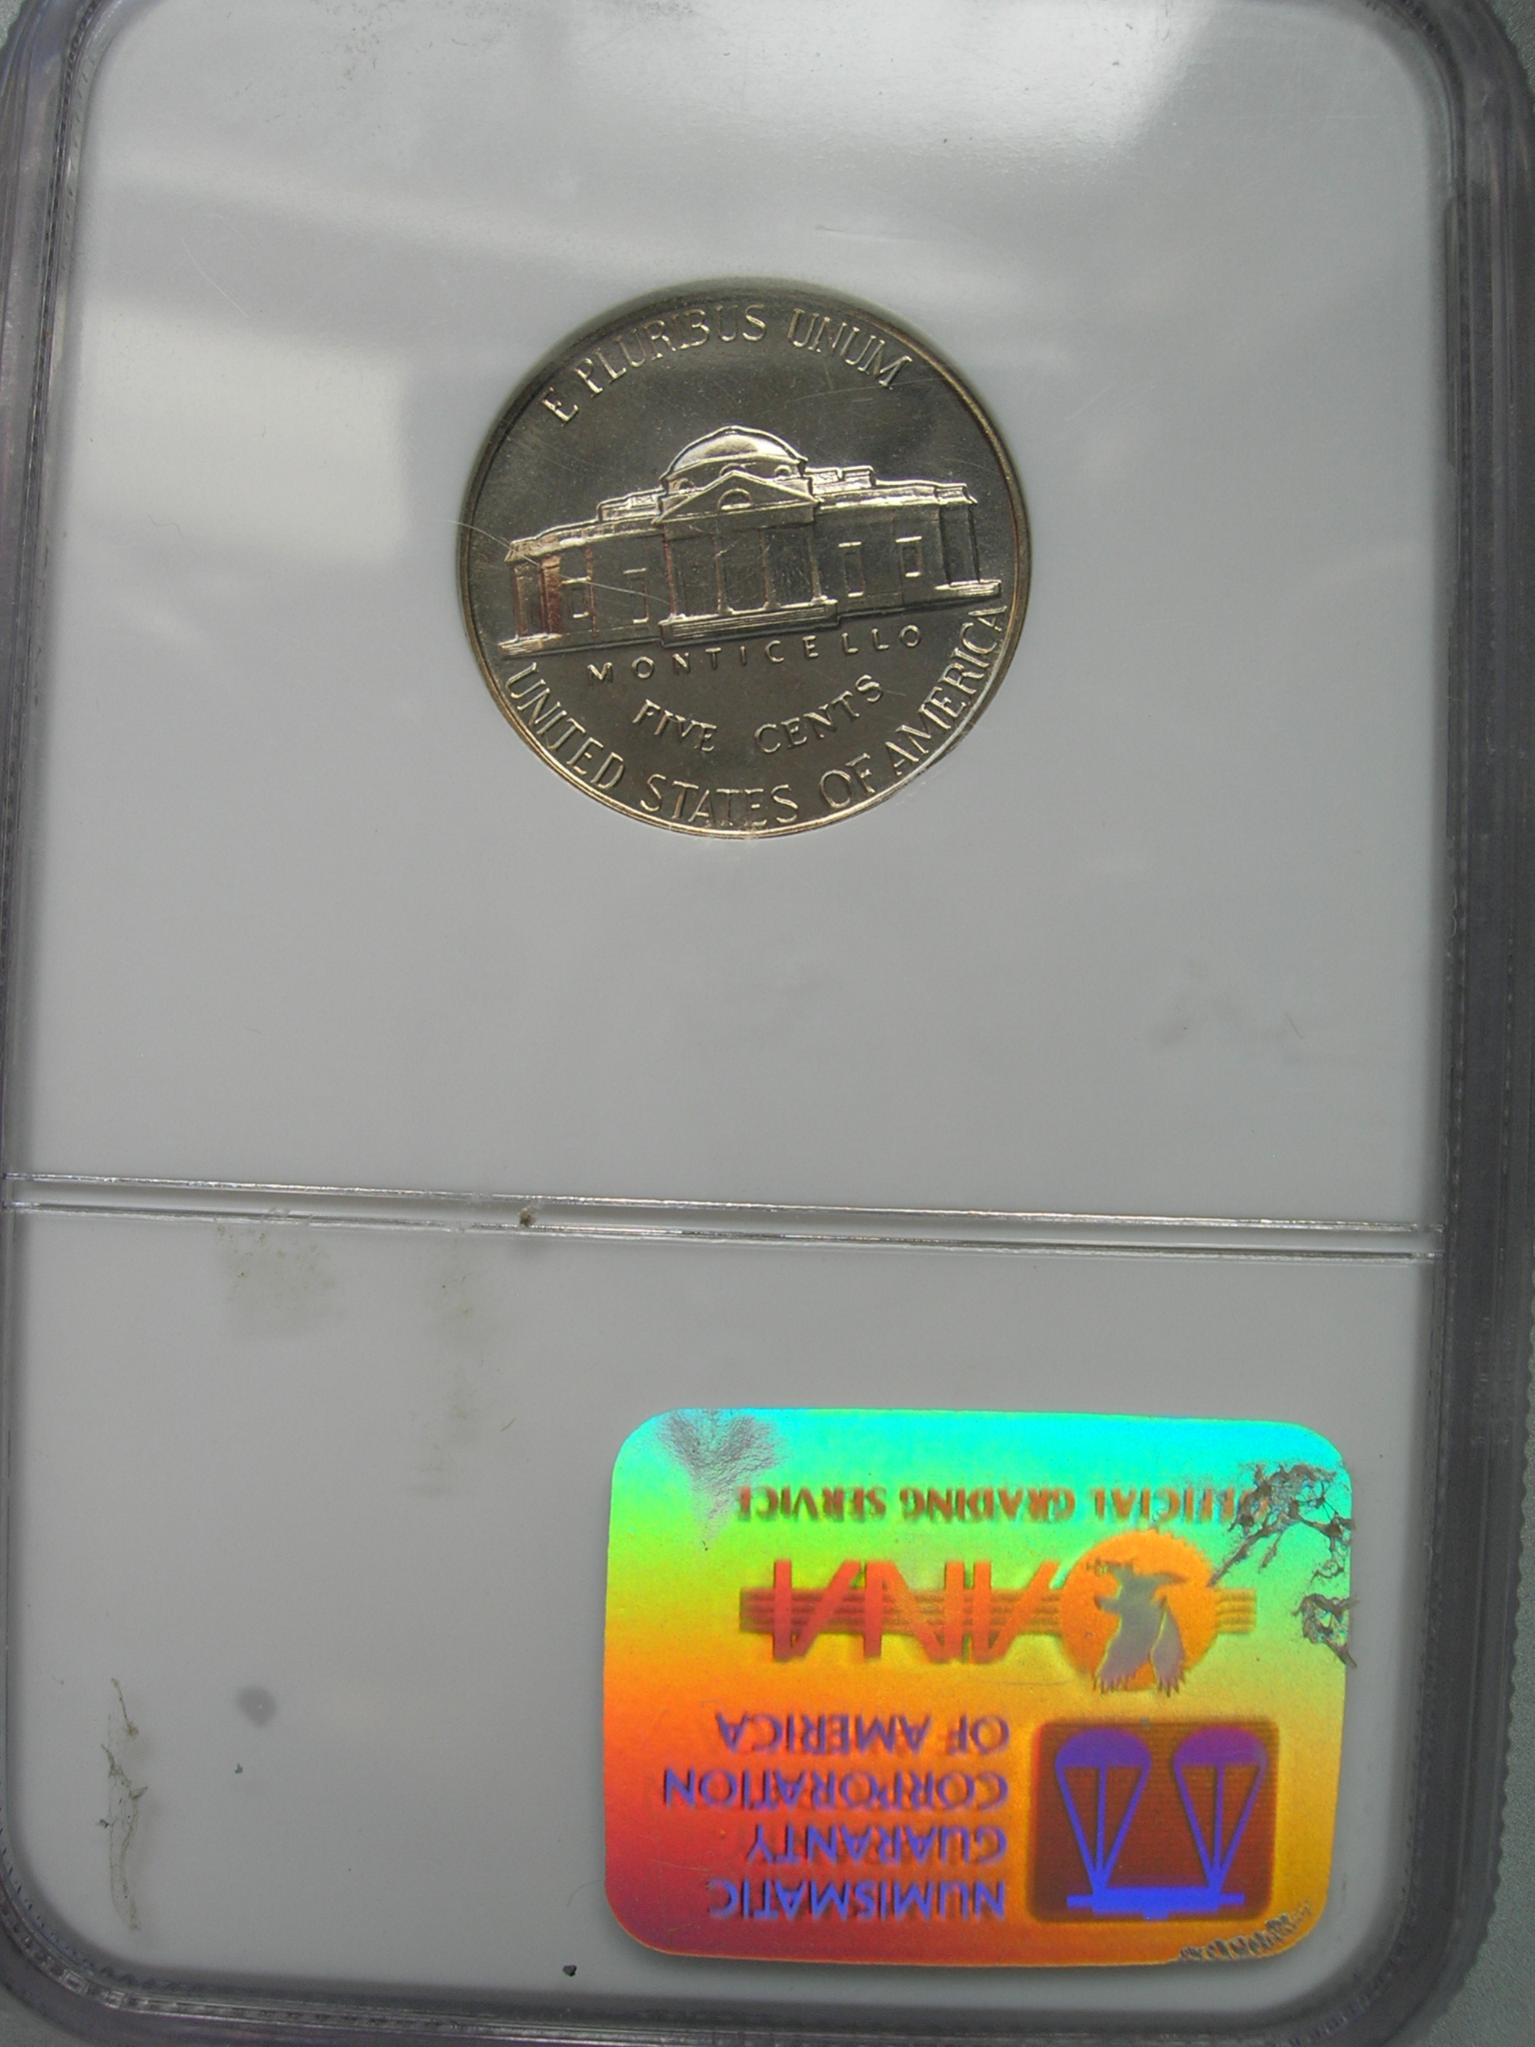 E PLURIBUS UNUM
MONTICELLO
FIVE CENTS
UNITED STATES OF AMERICA
NUMISMATIC
GUARANTY
CORPORATION
OF AMERICA
ANA
OFFICIAL GRADING SERVICE